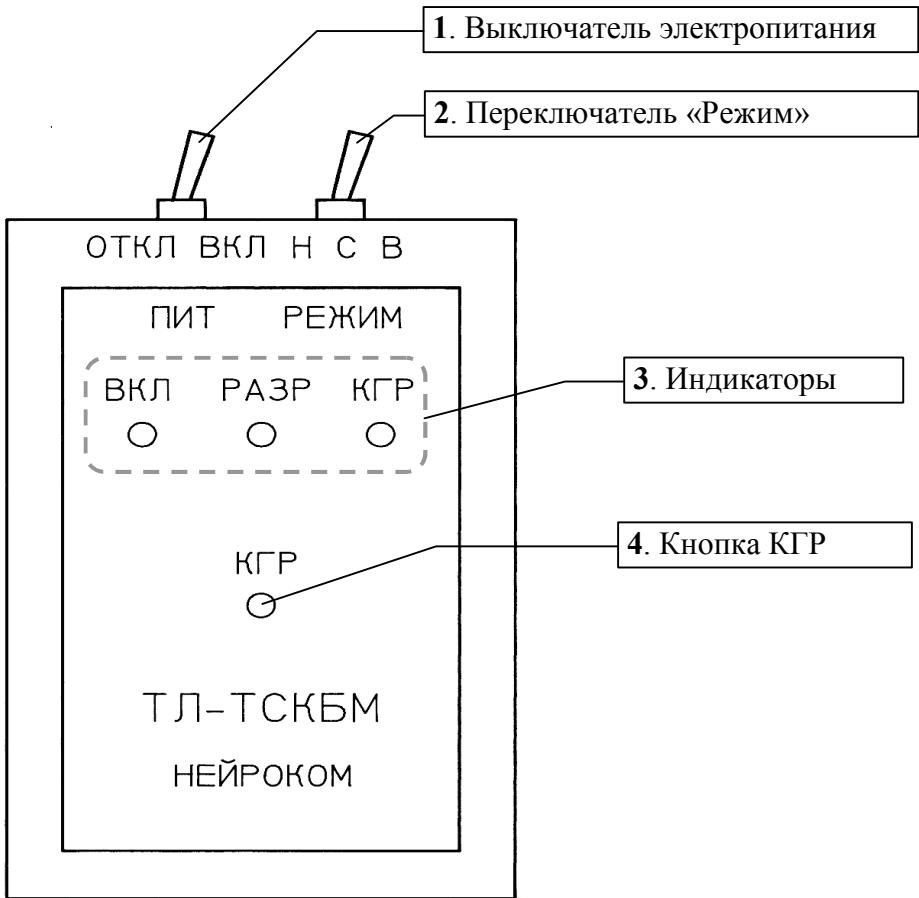 1. Выключатель электропитания
2. Переключатель «Режим»
ОТКЛ ВКЛ Н С В
ПИТ РЕЖИМ
ВКЛ РАЗР КГР
3. Индикаторы
4. Кнопка КГР
КГР
ТЛ-ТСКБМ
НЕЙРОКОМ